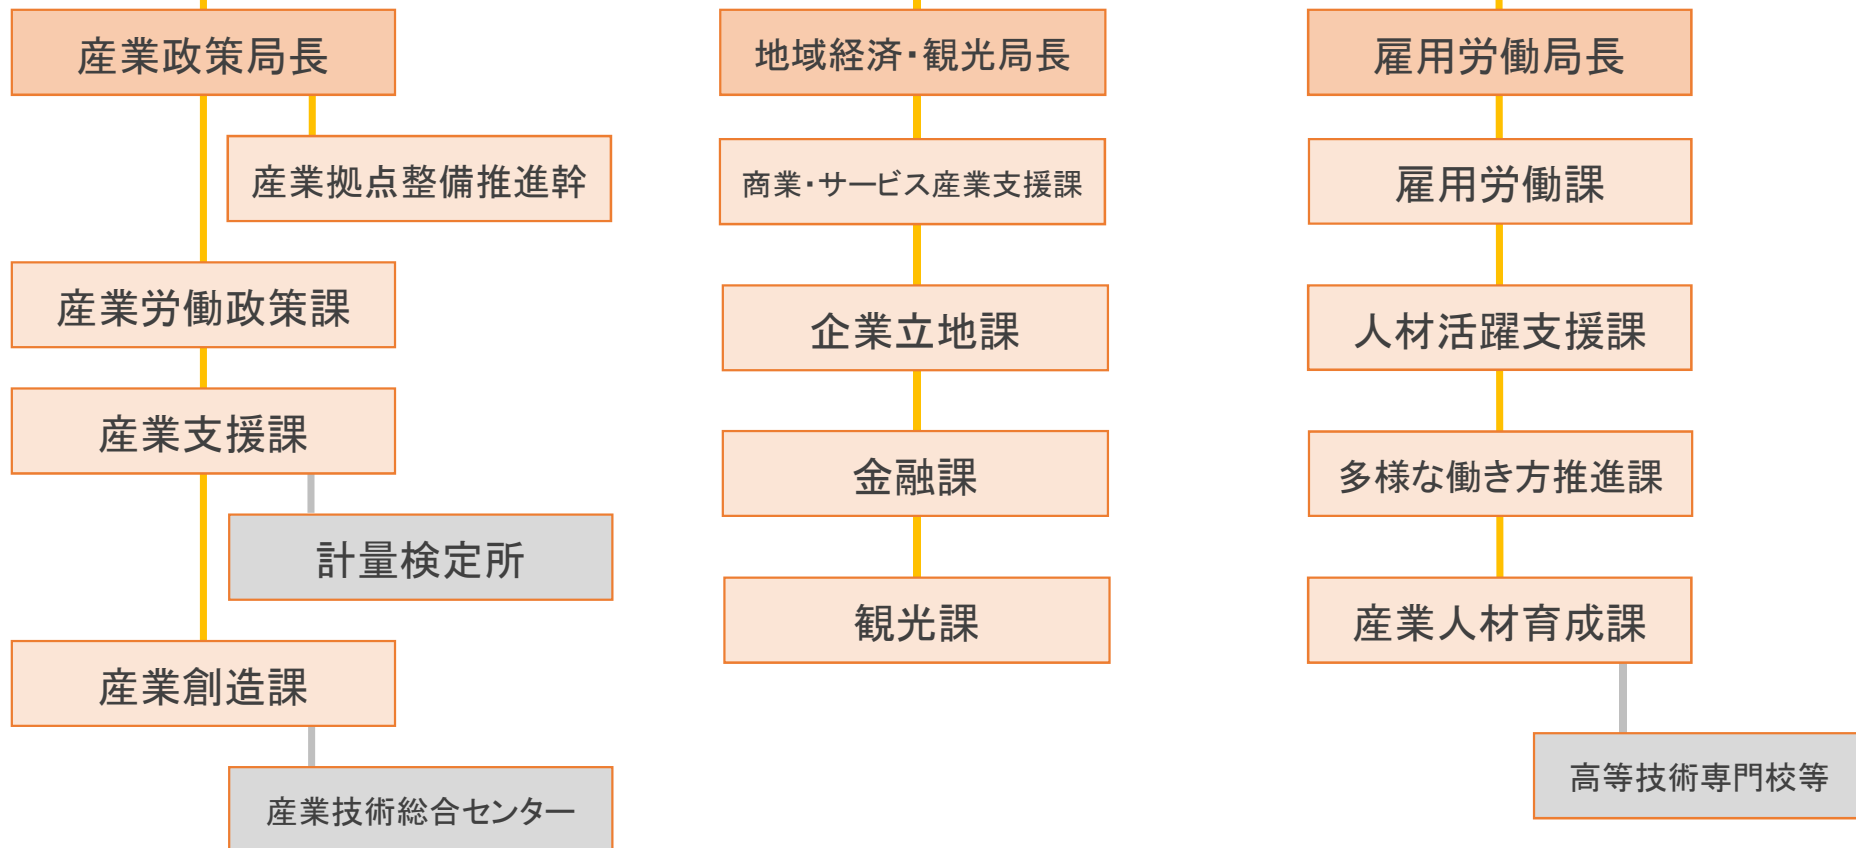 産業政策局長
産業拠点整備推進幹
産業労働政策課
産業支援課
計量検定所
産業創造課
産業技術総合センター
地域経済・観光局長
商業・サービス産業支援課
企業立地課
金融課
観光課
雇用労働局長
雇用労働課
人材活躍支援課
多様な働き方推進課
産業人材育成課
高等技術専門校等